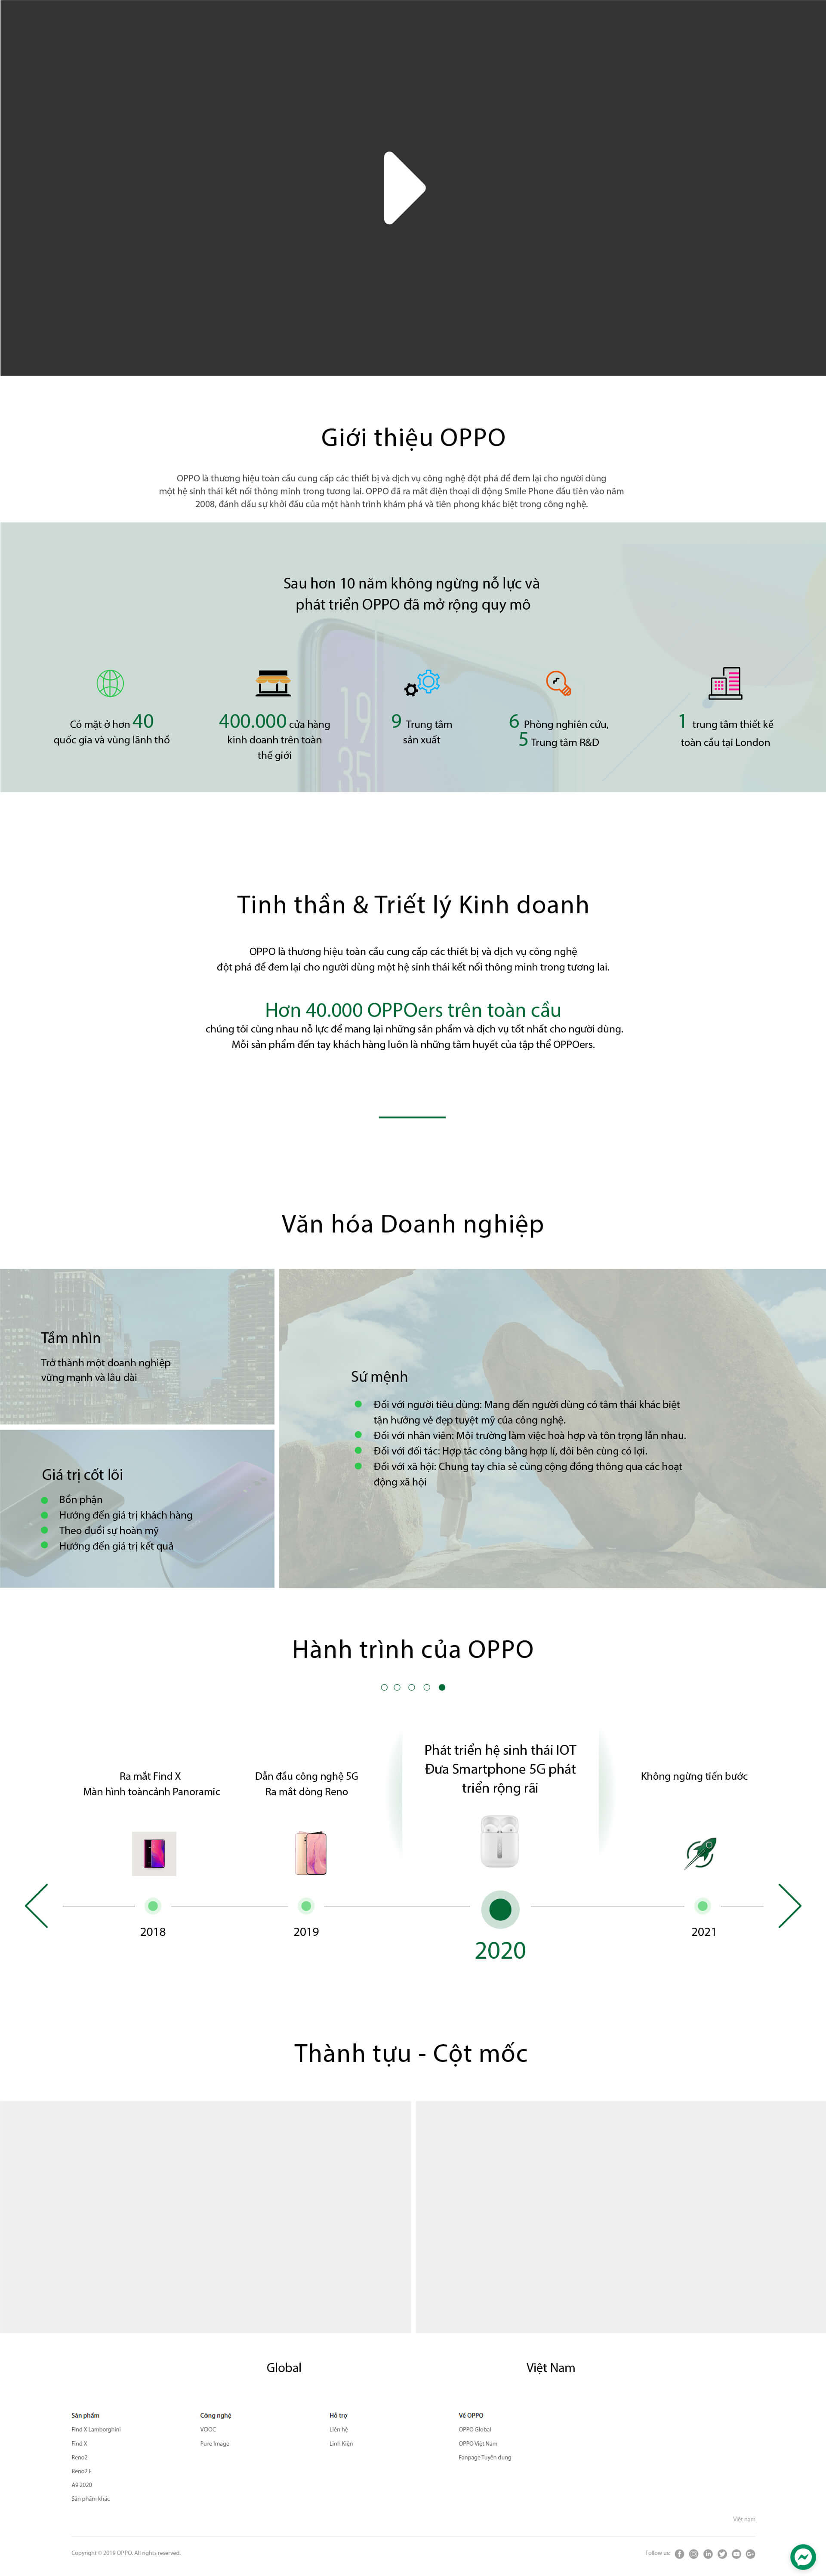 Giới thiệu OPPO
OPPO là thương hiệu toàn cầu cung cấp các thiết bị và dịch vụ công nghệ đột phá để đem lại cho người dùng
một hệ sinh thái kết nối thông minh trong tương lai. OPPO đã ra mắt điện thoại di động Smile Phone đầu tiên vào năm
2008, đánh dấu sự khởi đầu của một hành trình khám phá và tiên phong khác biệt trong công nghệ.
Sau hơn 10 năm không ngừng nỗ lực và
phát triển OPPO đã mở rộng quy mô
Có mặt ở hơn 40
quốc gia và vùng lãnh thổ
400.000 cửa hàng
kinh doanh trên toàn
thế giới
9 Trung tâm
sản xuất
6 Phòng nghiên cứu,
5 Trung tâm R&D
1 trung tâm thiết kế
toàn cầu tại London
19
35
Tinh thần & Triết lý Kinh doanh
OPPO là thương hiệu toàn cầu cung cấp các thiết bị và dịch vụ công nghệ
đột phá để đem lại cho người dùng một hệ sinh thái kết nối thông minh trong tương lai.
Hơn 40.000 OPPOers trên toàn cầu
chúng tôi cùng nhau nỗ lực để mang lại những sản phẩm và dịch vụ tốt nhất cho người dùng.
Mỗi sản phẩm đến tay khách hàng luôn là những tâm huyết của tập thể OPPOers.
Văn hóa Doanh nghiệp
Tầm nhìn
Trở thành một doanh nghiệp
vững mạnh và lâu dài
Giá trị cốt lõi
Bổn phận
Hướng đến giá trị khách hàng
Theo đuổi sự hoàn mỹ
Hướng đến giá trị kết quả
Sứ mệnh
Đối với người tiêu dùng: Mang đến người dùng có tâm thái khác biệt
tận hưởng vẻ đẹp tuyệt mỹ của công nghệ.
Đối với nhân viên: Môi trường làm việc hoà hợp và tôn trọng lẫn nhau.
Đối với đối tác: Hợp tác công bằng hợp lí, đôi bên cùng có lợi.
Đối với xã hội: Chung tay chia sẻ cùng cộng đồng thông qua các hoạt
động xã hội
Hành trình của OPPO
Ra mắt Find X
Màn hình toàncảnh Panoramic
2018
Dẫn đầu công nghệ 5G
Ra mắt dòng Reno
2019
Phát triển hệ sinh thái IOT
Đưa Smartphone 5G phát
triển rộng rãi
2020
Không ngừng tiến bước
2021
Thành tựu - Cột mốc
Global
Việt Nam
Sản phẩm
Find X Lamborghini
Find X
Reno2
Reno2 F
A9 2020
Sản phẩm khác
Công nghệ
VOOC
Pure Image
Hỗ trợ
Liên hệ
Linh Kiện
Về OPPO
OPPO Global
OPPO Việt Nam
Fanpage Tuyển dụng
Việt nam
Copyright © 2019 OPPO. All rights reserved.
Follow us: